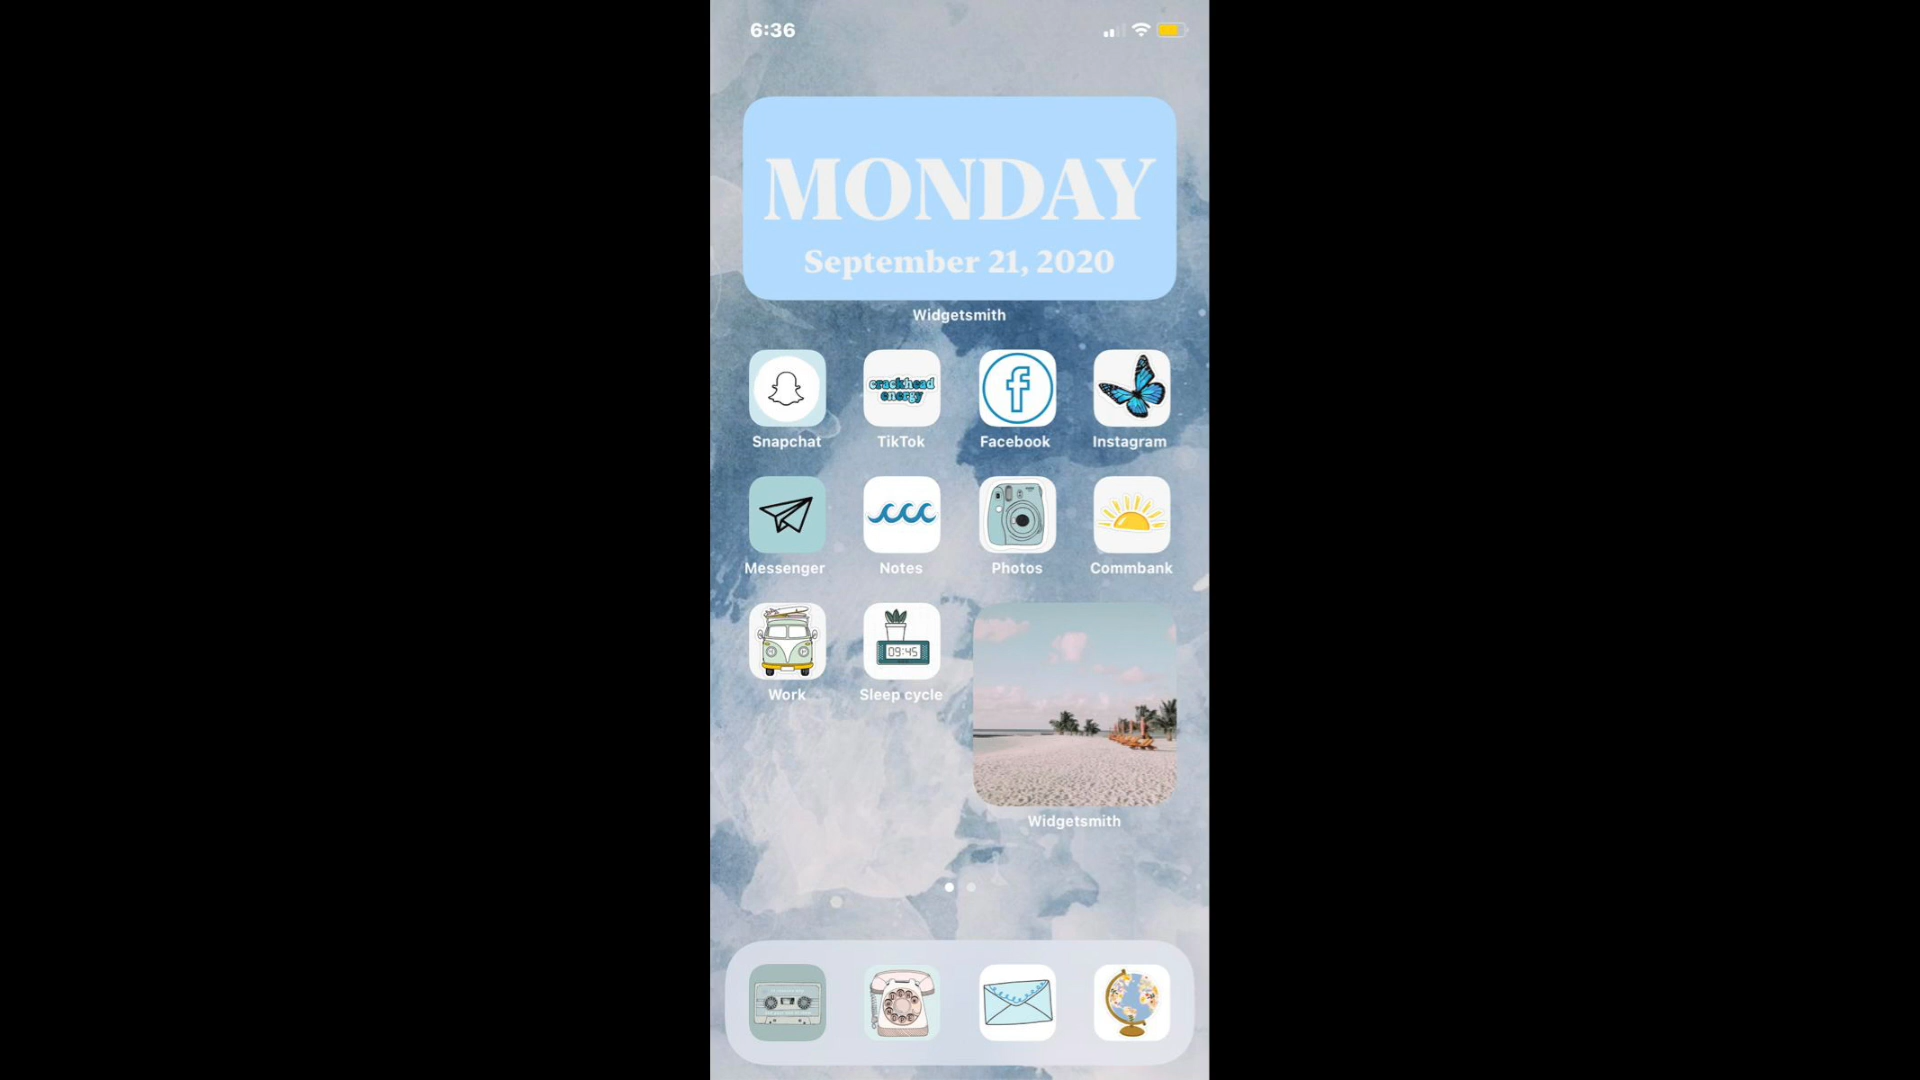 6:36
MONDAY
September 21, 2020
Widgetsmith
crackhead
energy
Snapchat
TikTok
Facebook
Instagram
Messenger
Notes
Photos
Commbank
09:45
Work
Sleep cycle
Widgetsmith